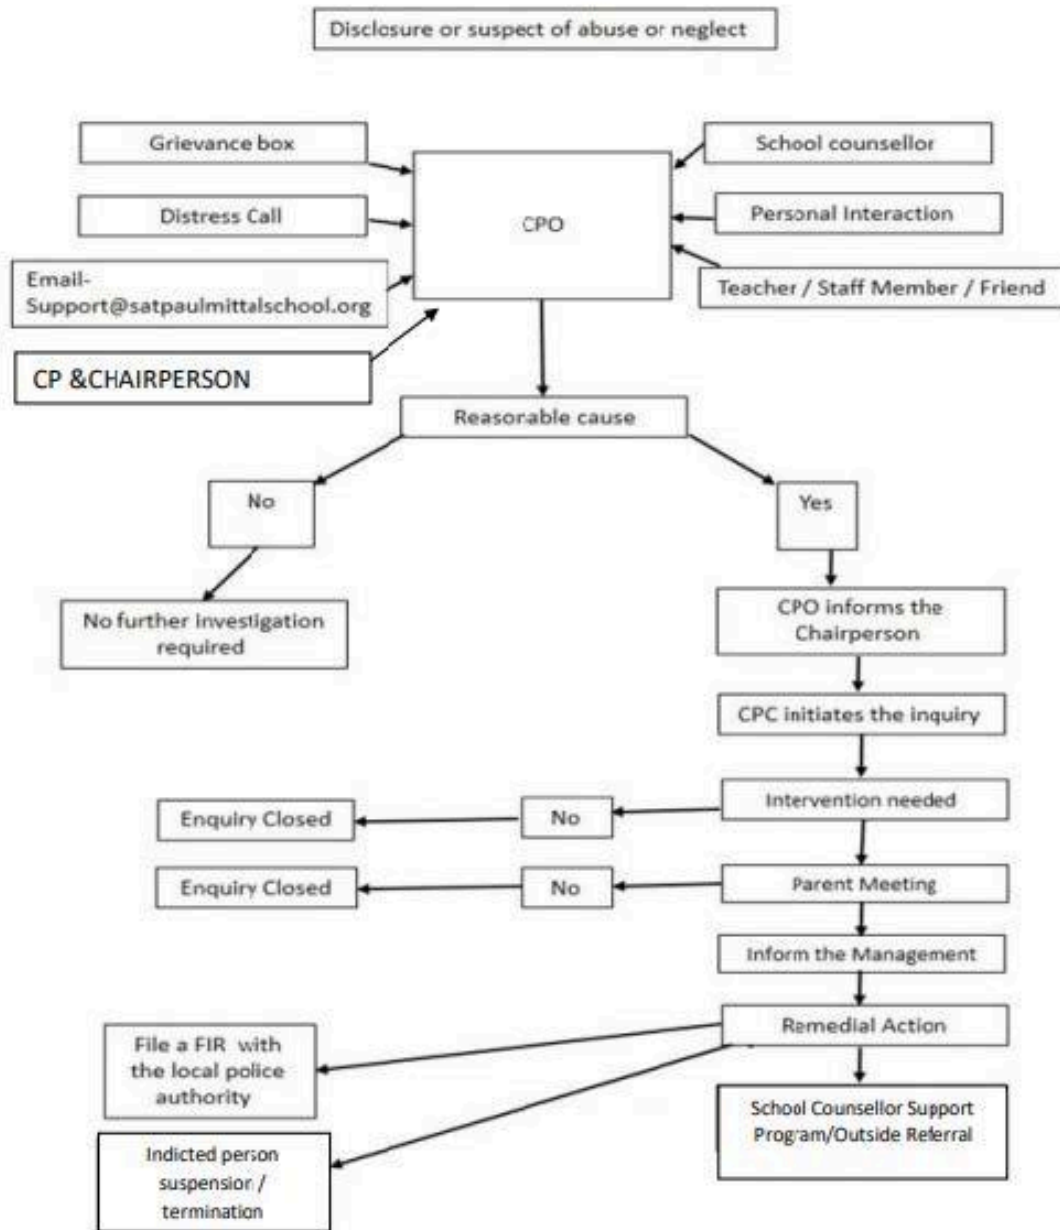 Disclosure or suspect of abuse or neglect
Grievance box
School counsellor
CPO
Distress Call
Personal Interaction
Email-
Support@satpaulmittalschool.org
Teacher / Staff Member / Friend
CP &CHAIRPERSON
Reasonable cause
No
Yes
No further investigation
required
CPO informs the
Chairperson
CPC initiates the inquiry
Intervention needed
No
Enquiry Closed
Parent Meeting
No
Enquiry Closed
Inform the Management
Remedial Action
File a FIR with
the local police
authority
School Counsellor Support
Program/Outside Referral
Indicted person
suspension /
termination